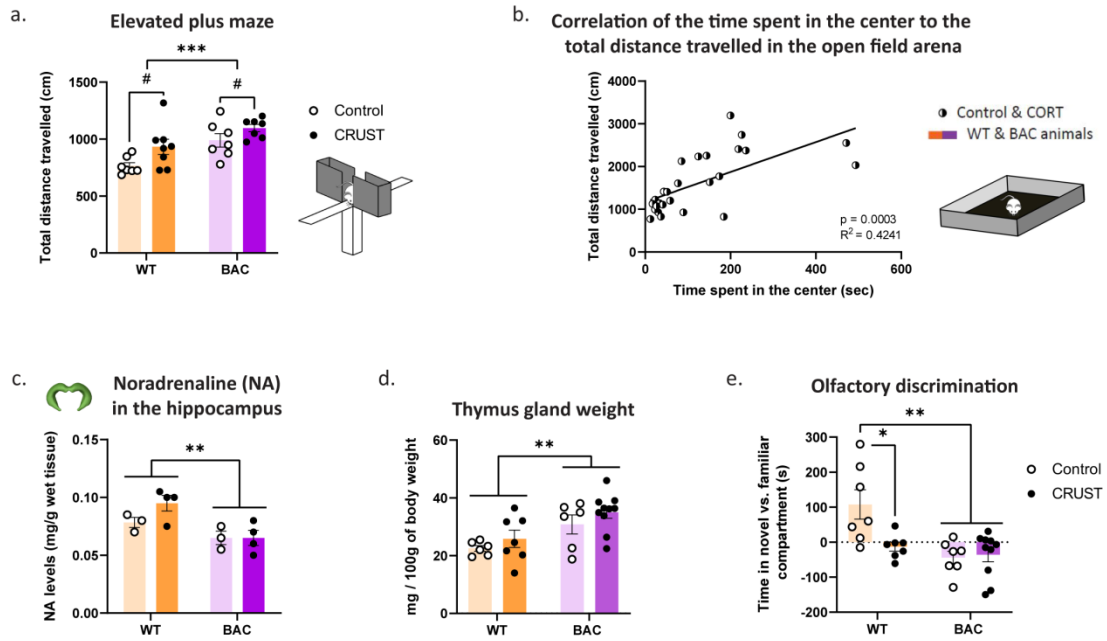 a.
Elevated plus maze
***
#
#
Total distance travelled (cm)
1500
1000
500
0
WT
BAC
Control
CRUST
b.
Correlation of the time spent in the center to the
total distance travelled in the open field arena
Total distance travelled (cm)
4000
3000
2000
1000
0
0
200
400
600
Time spent in the center (sec)
p = 0.0003
R² = 0.4241
Control & CORT
WT & BAC animals
c.
Noradrenaline (NA)
in the hippocampus
**
NA levels (mg/g wet tissue)
0.15
0.10
0.05
0.00
WT
BAC
d.
Thymus gland weight
**
mg / 100g of body weight
60
40
20
0
WT
BAC
e.
Olfactory discrimination
**
*
Time in novel vs. familiar
compartment (s)
300
200
100
0
-100
-200
WT
BAC
Control
CRUST